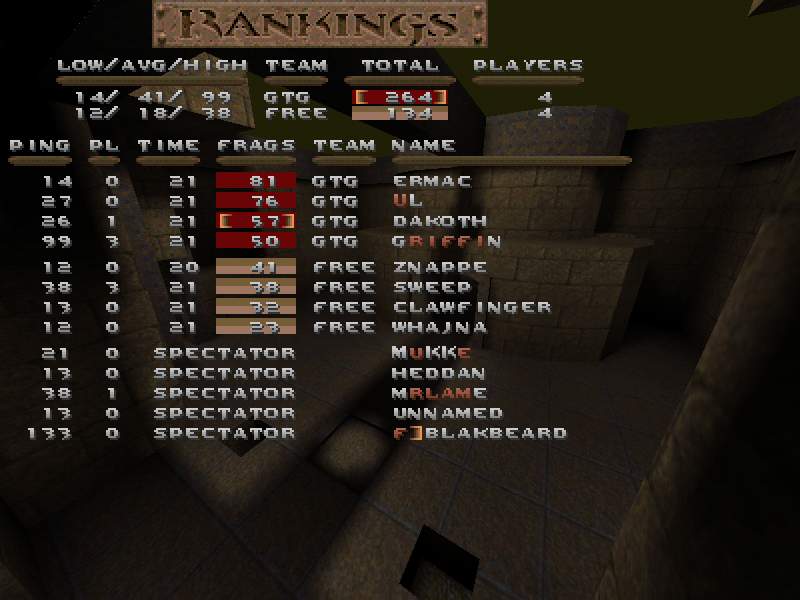 RANKINGS
LOW/AVG/HIGH TEAM TOTAL PLAYERS
14/ 41/ 99 GTG 264 4
12/ 18/ 38 FREE 134 4
PING PL TIME FRAGS TEAM NAME
14 0 21 81 GTG ERMAC
27 0 21 76 GTG UL
26 1 21 57 GTG DAKOTH
99 3 21 50 GTG GRIFFIN
12 0 20 41 FREE ZNAPPE
38 3 21 38 FREE SWEEP
13 0 21 32 FREE CLAWFINGER
12 0 21 23 FREE WHAJNA
21 0 SPECTATOR MUKKE
13 0 SPECTATOR HEDDAN
38 1 SPECTATOR MRLAME
13 0 SPECTATOR UNNAMED
133 0 SPECTATOR F]BLAKBEARD